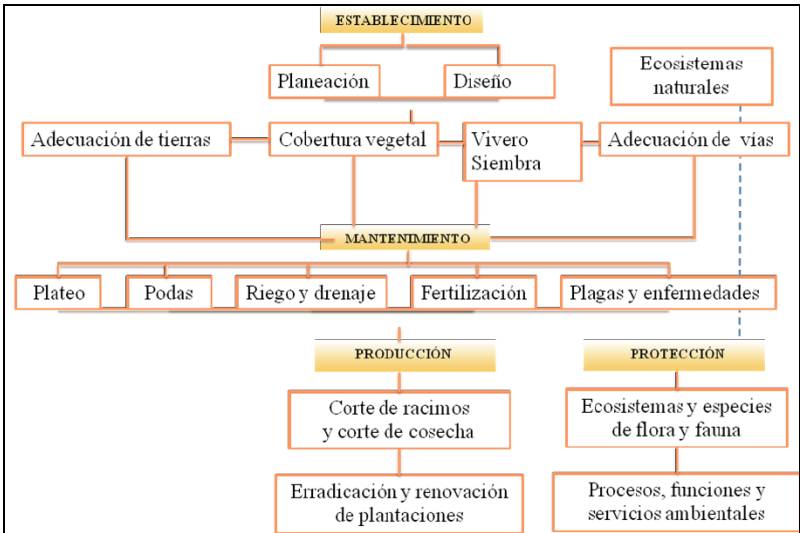 ESTABLECIMIENTO
Planeación
Diseño
Ecosistemas
naturales
Adecuación de tierras
Cobertura vegetal
Vivero
Siembra
Adecuación de vías
MANTENIMIENTO
Plateo
Podas
Riego y drenaje
Fertilización
Plagas y enfermedades
PRODUCCIÓN
PROTECCIÓN
Corte de racimos
y corte de cosecha
Ecosistemas y especies
de flora y fauna
Erradicación y renovación
de plantaciones
Procesos, funciones y
servicios ambientales